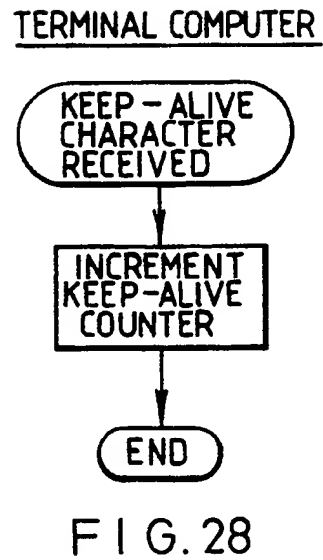 TERMINAL COMPUTER
KEEP-ALIVE
CHARACTER
RECEIVED
INCREMENT
KEEP-ALIVE
COUNTER
END
FIG. 28